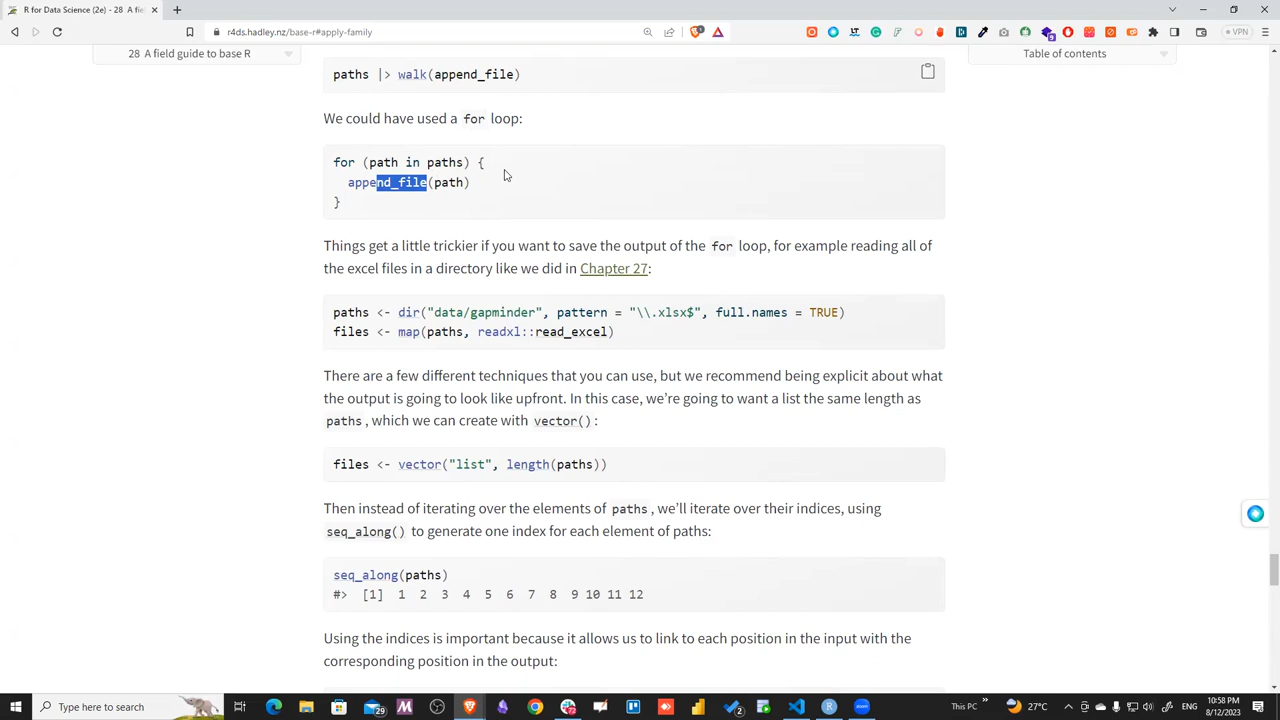 R for Data Science (2e) - 28 A fiel
r4ds.hadley.nz/base-r#apply-family
VPN
28 A field guide to base R
Table of contents
paths |> walk(append_file)
We could have used a for loop:
for (path in paths) {
append_file(path)
}
Things get a little trickier if you want to save the output of the for loop, for example reading all of
the excel files in a directory like we did in Chapter 27:
paths <- dir("data/gapminder", pattern = "\\.xlsx$", full.names = TRUE)
files <- map(paths, readxl::read_excel)
There are a few different techniques that you can use, but we recommend being explicit about what
the output is going to look like upfront. In this case, we're going to want a list the same length as
paths, which we can create with vector():
files <- vector("list", length(paths))
Then instead of iterating over the elements of paths, we'll iterate over their indices, using
seq_along() to generate one index for each element of paths:
seq_along(paths)
#> [1] 1 2 3 4 5 6 7 8 9 10 11 12
Using the indices is important because it allows us to link to each position in the input with the
corresponding position in the output:
Type here to search
29
2
This PC
27°C
10:58 PM
8/12/2023